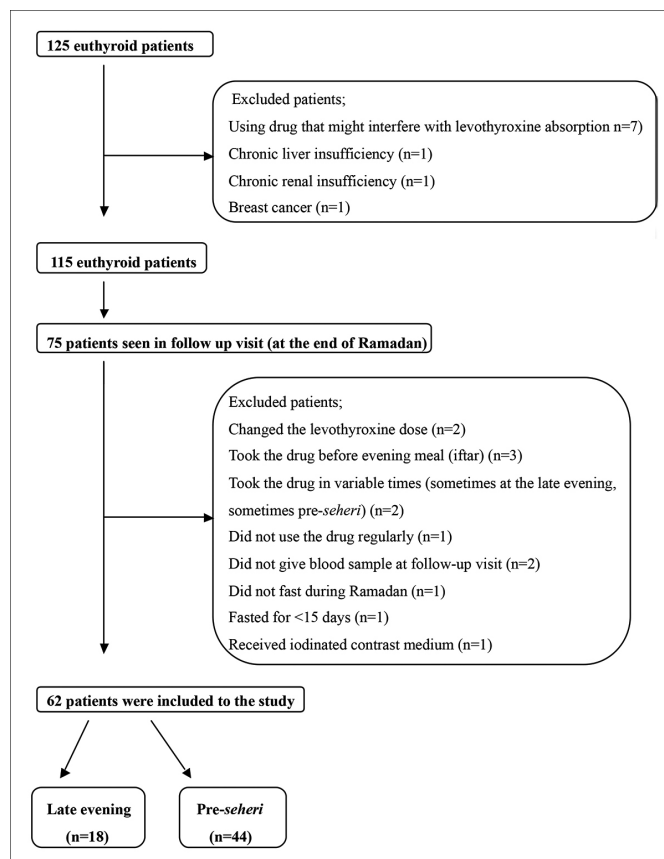 125 euthyroid patients
Excluded patients;
Using drug that might interfere with levothyroxine absorption n=7)
Chronic liver insufficiency (n=1)
Chronic renal insufficiency (n=1)
Breast cancer (n=1)
115 euthyroid patients
75 patients seen in follow up visit (at the end of Ramadan)
Excluded patients;
Changed the levothyroxine dose (n=2)
Took the drug before evening meal (iftar) (n=3)
Took the drug in variable times (sometimes at the late evening,
sometimes pre-seheri) (n=2)
Did not use the drug regularly (n=1)
Did not give blood sample at follow-up visit (n=2)
Did not fast during Ramadan (n=1)
Fasted for <15 days (n=1)
Received iodinated contrast medium (n=1)
62 patients were included to the study
Late evening
(n=18)
Pre-seheri
(n=44)